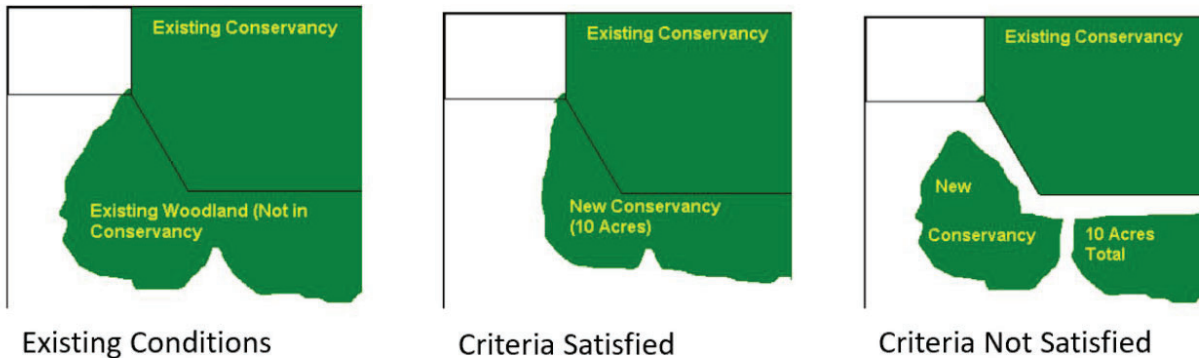 Existing Conservancy
Existing Woodland (Not in
Conservancy
Existing Conditions
Existing Conservancy
New Conservancy
(10 Acres)
Criteria Satisfied
Existing Conservancy
New
Conservancy
10 Acres
Total
Criteria Not Satisfied